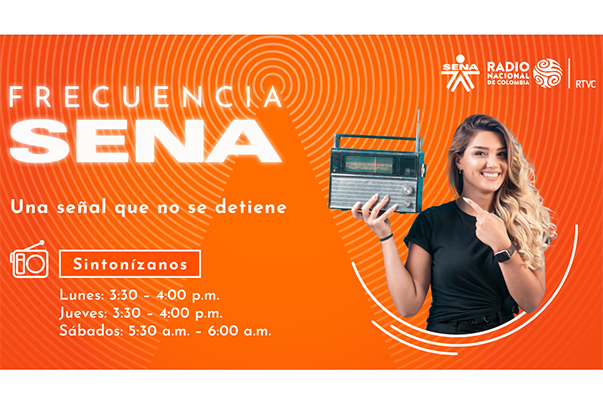 FRECUENCIA
SENA
Una señal que no se detiene
Sintonízanos
Lunes: 3:30 – 4:00 p.m.
Jueves: 3:30 – 4:00 p.m.
Sábados: 5:30 a.m. – 6:00 a.m.
SENA
RADIO
NACIONAL
DE COLOMBIA
RTVC